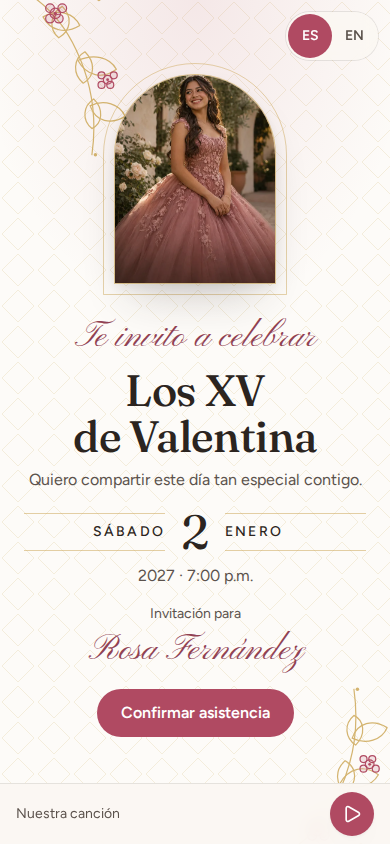 ES EN
Te invito a celebrar
Los XV
de Valentina
Quiero compartir este día tan especial contigo.
SÁBADO 2 ENERO
2027 · 7:00 p.m.
Invitación para
Rosa Fernández
Confirmar asistencia
Nuestra canción